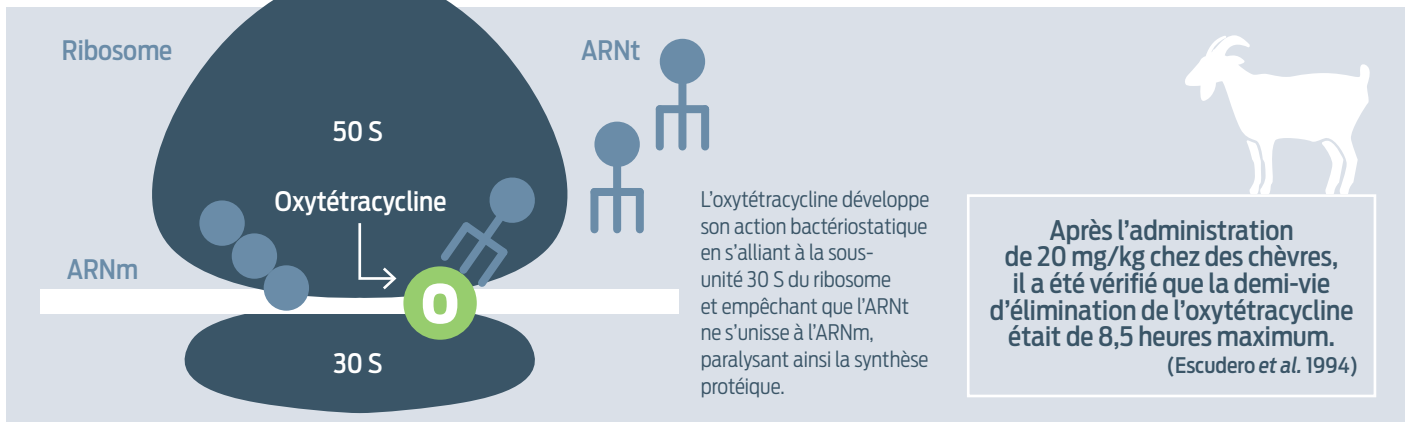 Ribosome
ARNt
50 S
Oxytétracycline
ARNm
O
30 S
L’oxytétracycline développe
son action bactériostatique
en s’alliant à la sous-
unité 30 S du ribosome
et empêchant que l’ARNt
ne s’unisse à l’ARNm,
paralysant ainsi la synthèse
protéique.
Après l’administration
de 20 mg/kg chez des chèvres,
il a été vérifié que la demi-vie
d’élimination de l’oxytétracycline
était de 8,5 heures maximum.
(Escudero et al. 1994)